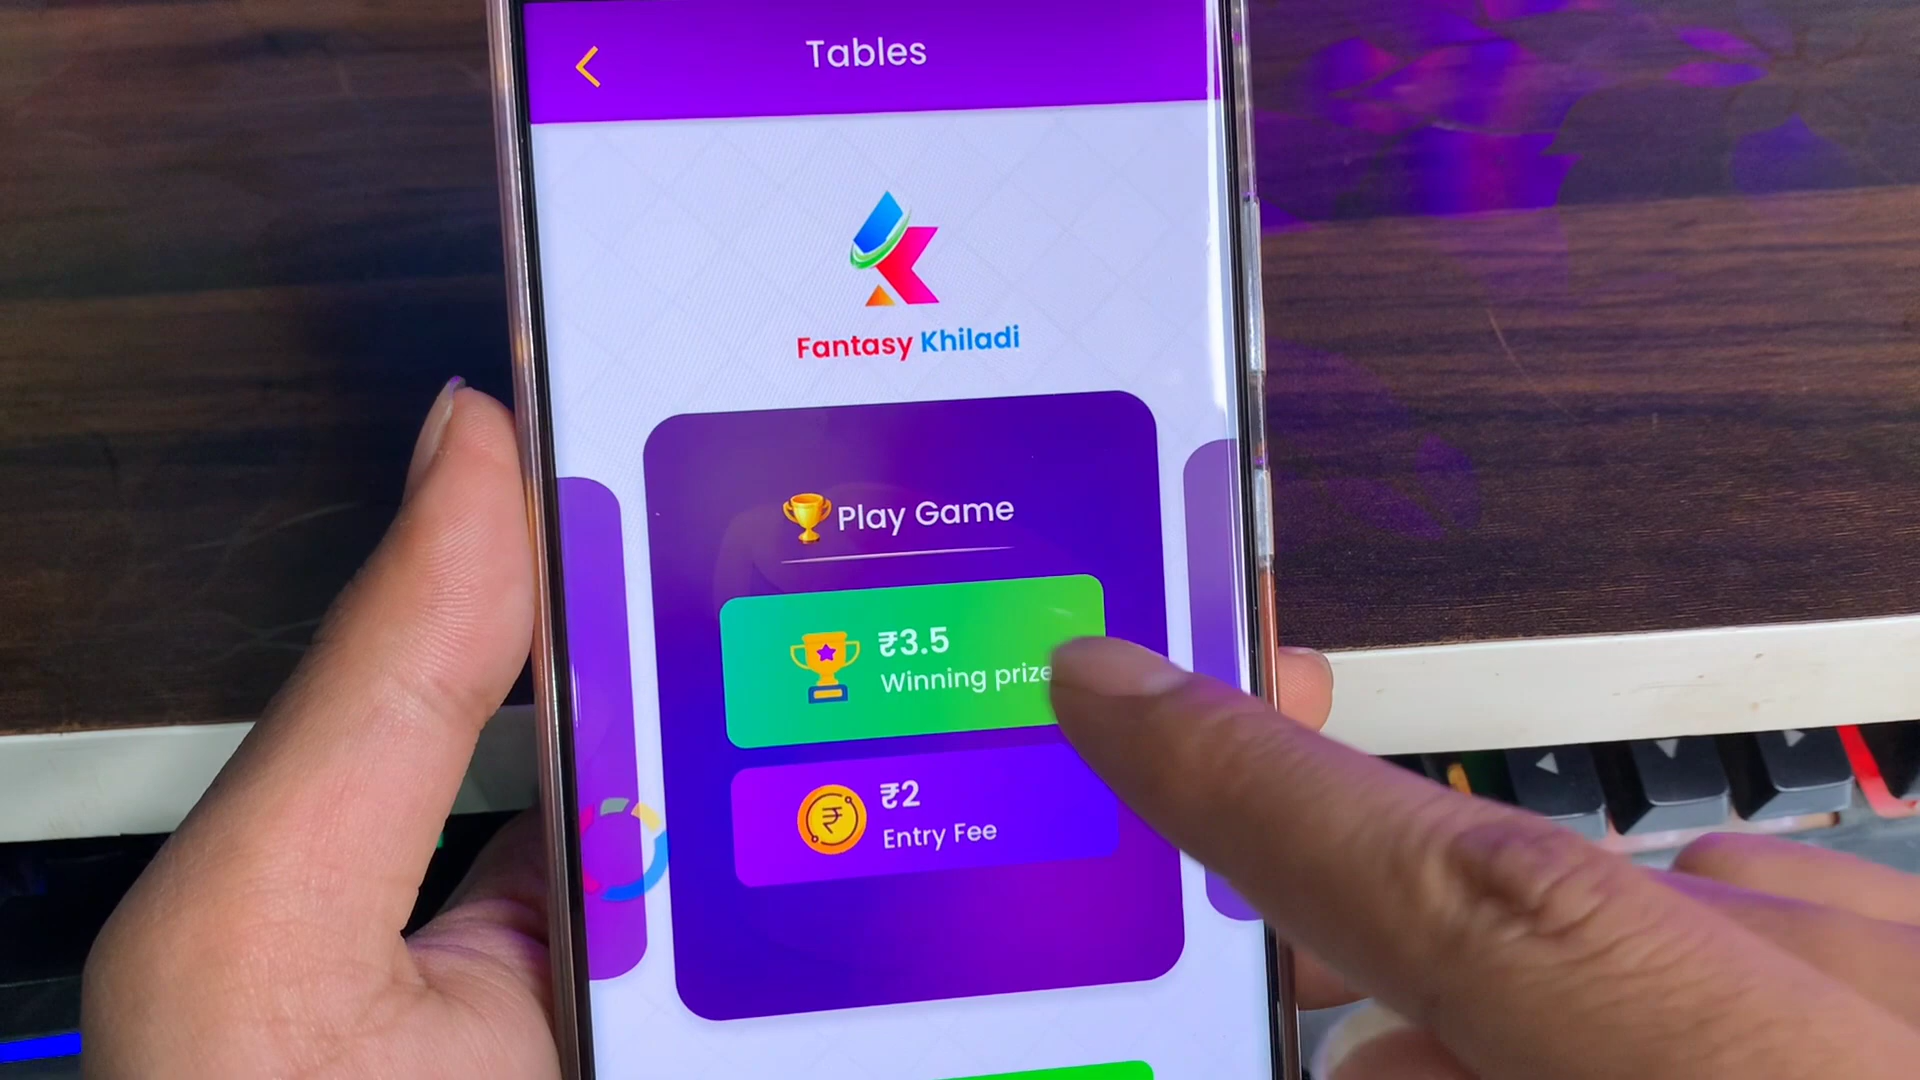 Tables
Fantasy Khiladi
Play Game
₹3.5
Winning prize
₹2
Entry Fee